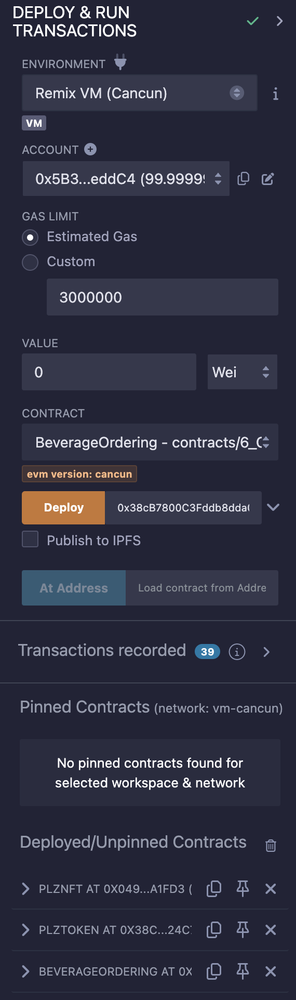 DEPLOY & RUN
TRANSACTIONS
ENVIRONMENT
Remix VM (Cancun)
VM
ACCOUNT
0x5B3...eddC4 (99.9999
GAS LIMIT
Estimated Gas
Custom
3000000
VALUE
0
Wei
CONTRACT
BeverageOrdering - contracts/6_
evm version: cancun
Deploy
0x38cB7800C3Fddb8dda
Publish to IPFS
At Address
Load contract from Addre
Transactions recorded 39
Pinned Contracts (network: vm-cancun)
No pinned contracts found for
selected workspace & network
Deployed/Unpinned Contracts
PLZNFT AT 0X049...A1FD3 (
PLZTOKEN AT 0X38C...24C
BEVERAGEORDERING AT 0X